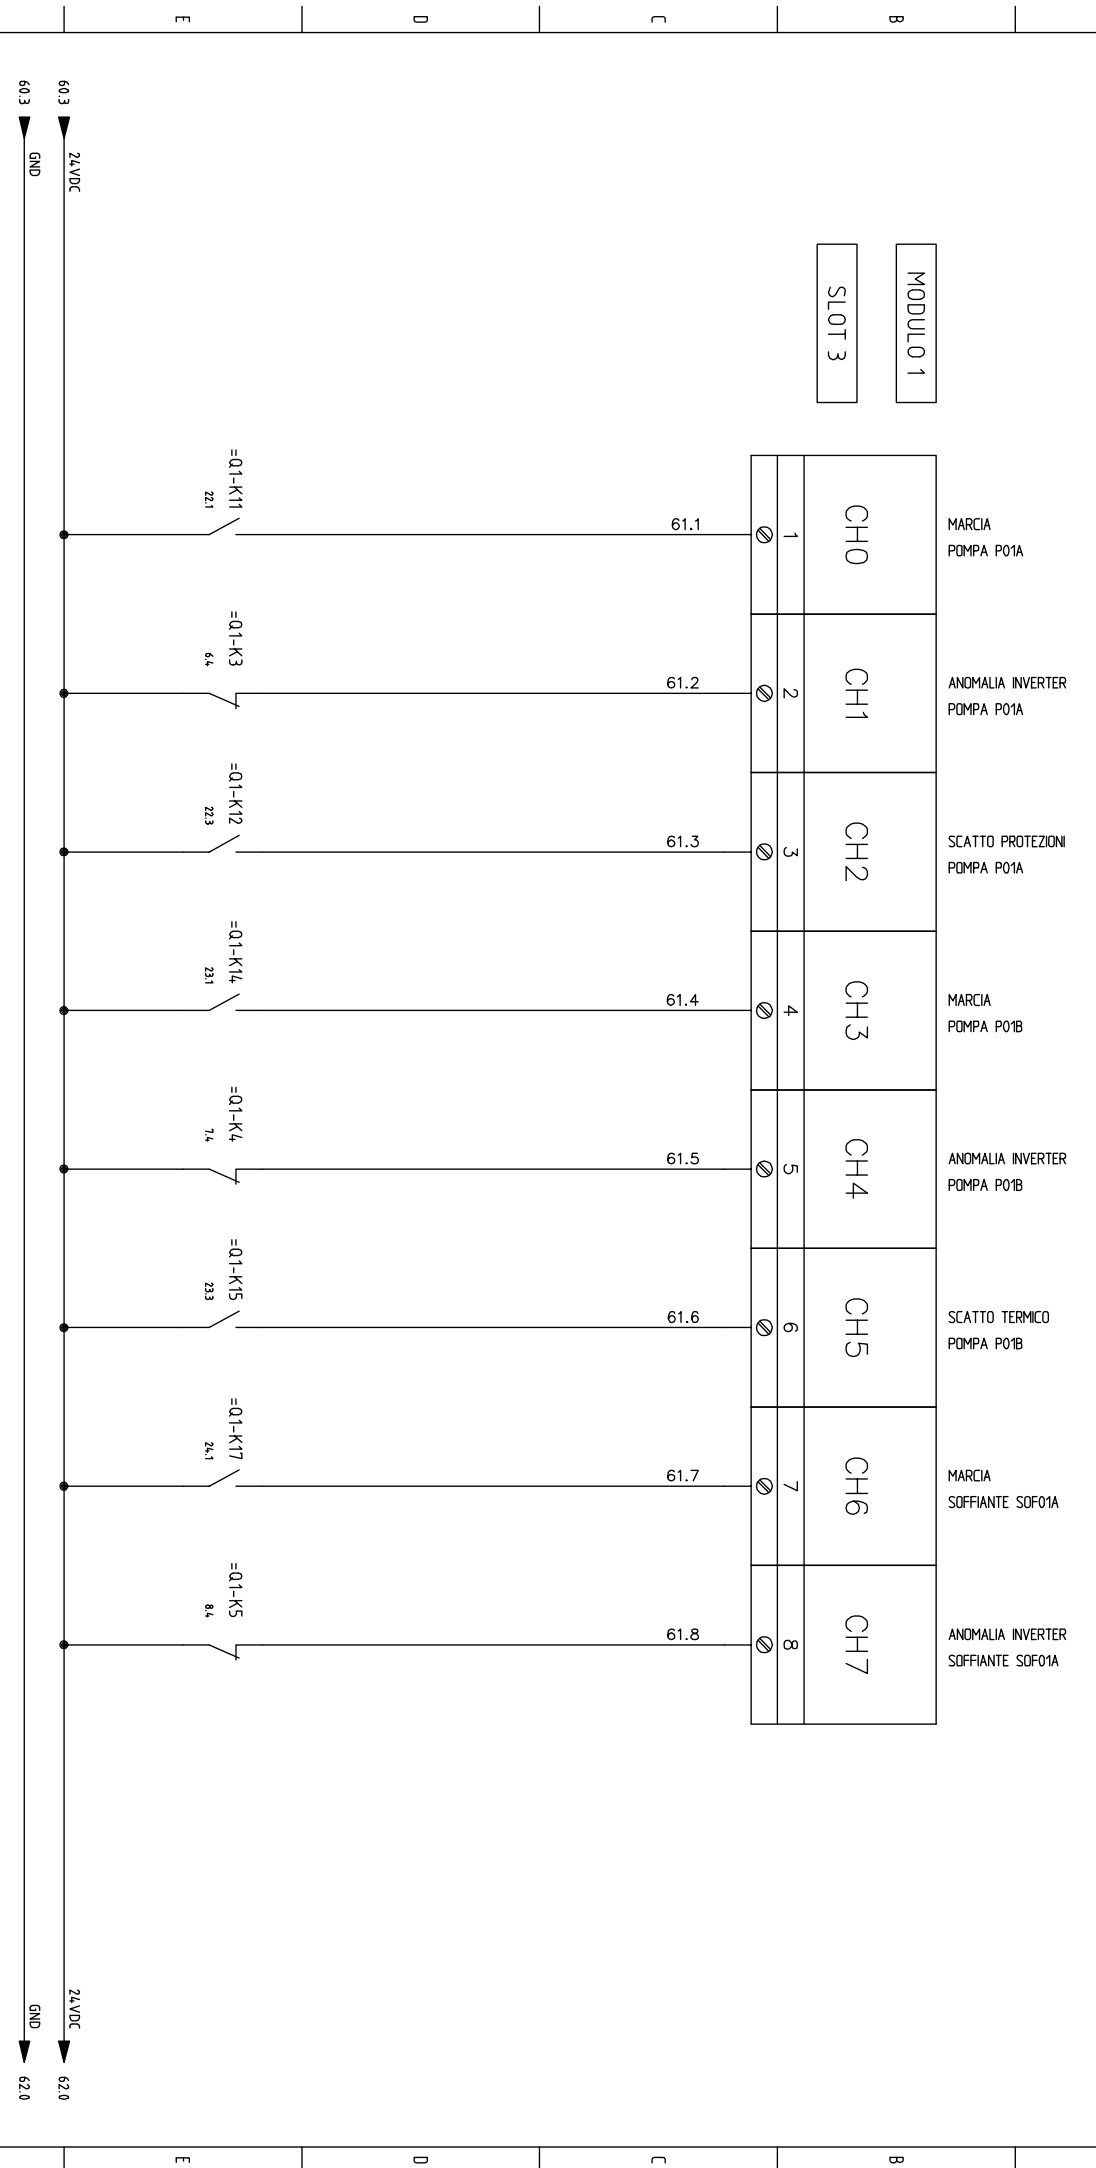 E
D
C
B
60.3
60.3
GND
24VDC
MODULO 1
SLOT 3
MARCIA
POMPA P01A
CH0
1
61.1
=Q1-K11
22.1
ANOMALIA INVERTER
POMPA P01A
CH1
2
61.2
=Q1-K3
6.4
SCATTO PROTEZIONI
POMPA P01A
CH2
3
61.3
=Q1-K12
22.3
MARCIA
POMPA P01B
CH3
4
61.4
=Q1-K14
23.1
ANOMALIA INVERTER
POMPA P01B
CH4
5
61.5
=Q1-K4
7.4
SCATTO TERMICO
POMPA P01B
CH5
6
61.6
=Q1-K15
23.3
MARCIA
SOFFIANTE SOF01A
CH6
7
61.7
=Q1-K17
24.1
ANOMALIA INVERTER
SOFFIANTE SOF01A
CH7
8
61.8
=Q1-K5
8.4
24VDC
GND
62.0
62.0
E
D
C
B